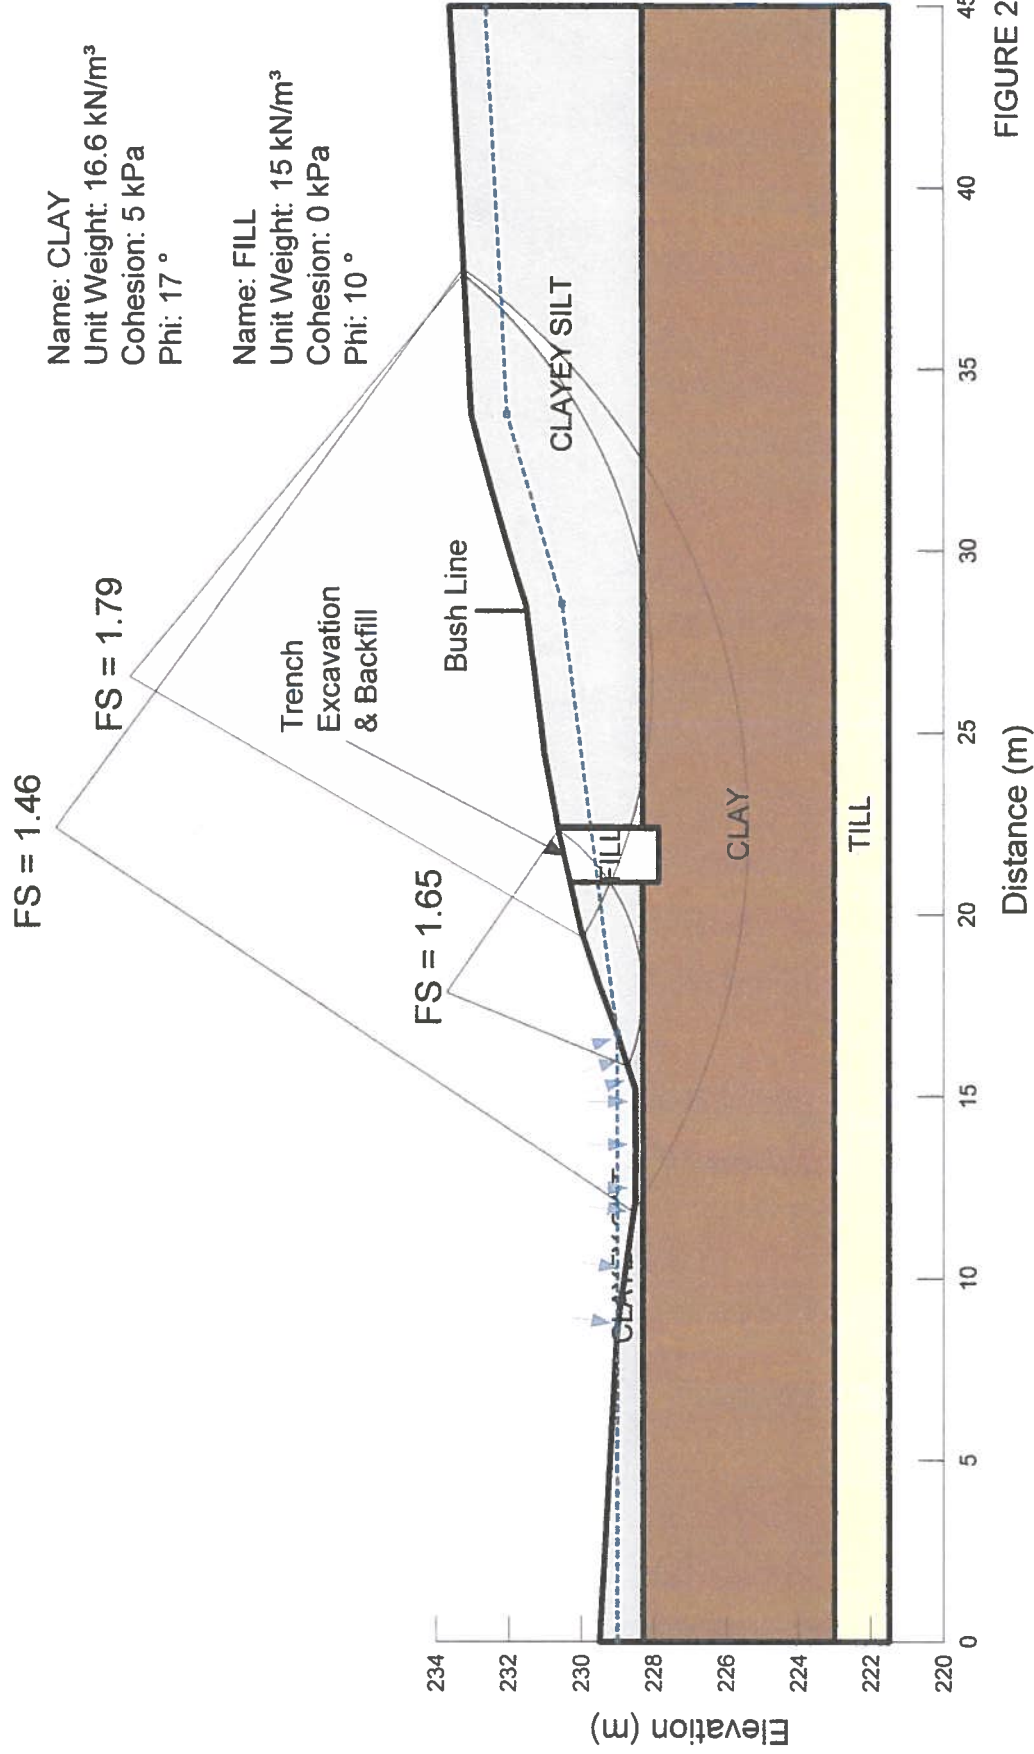 FS = 1.46
FS = 1.79
FS = 1.65
Name: CLAY
Unit Weight: 16.6 kN/m³
Cohesion: 5 kPa
Phi: 17 °
Name: FILL
Unit Weight: 15 kN/m³
Cohesion: 0 kPa
Phi: 10 °
Trench
Excavation
& Backfill
Bush Line
CLAYEY SILT
FILL
CLAY
TILL
Elevation (m)
234
232
230
228
226
224
222
220
0
5
10
15
20
25
30
35
40
45
Distance (m)
FIGURE 2